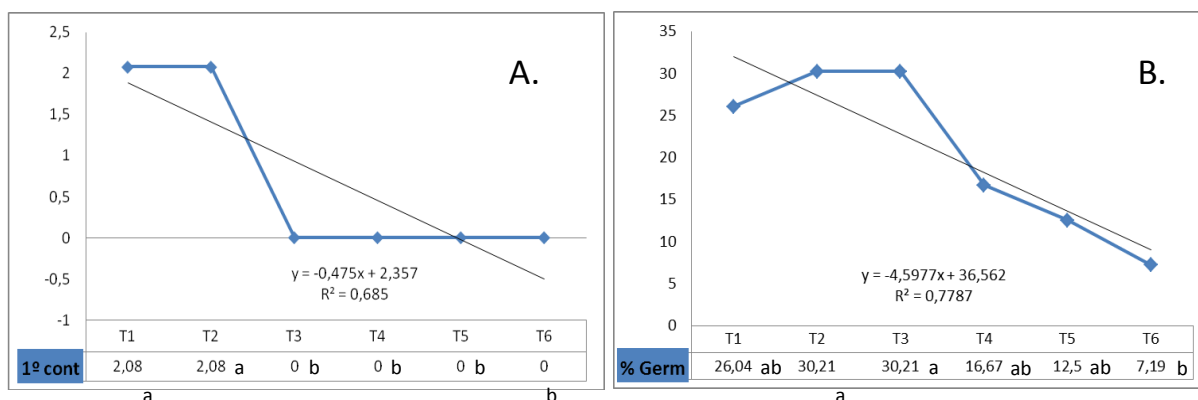 A.
2,5
2
1,5
1
0,5
0
-0,5
-1
y = -0,475x + 2,357
R² = 0,685
T1 T2 T3 T4 T5 T6
1º cont 2,08 2,08 a 0 b 0 b 0 b 0
a b
B.
35
30
25
20
15
10
5
0
y = -4,5977x + 36,562
R² = 0,7787
T1 T2 T3 T4 T5 T6
% Germ 26,04 ab 30,21 30,21 a 16,67 ab 12,5 ab 7,19 b
a